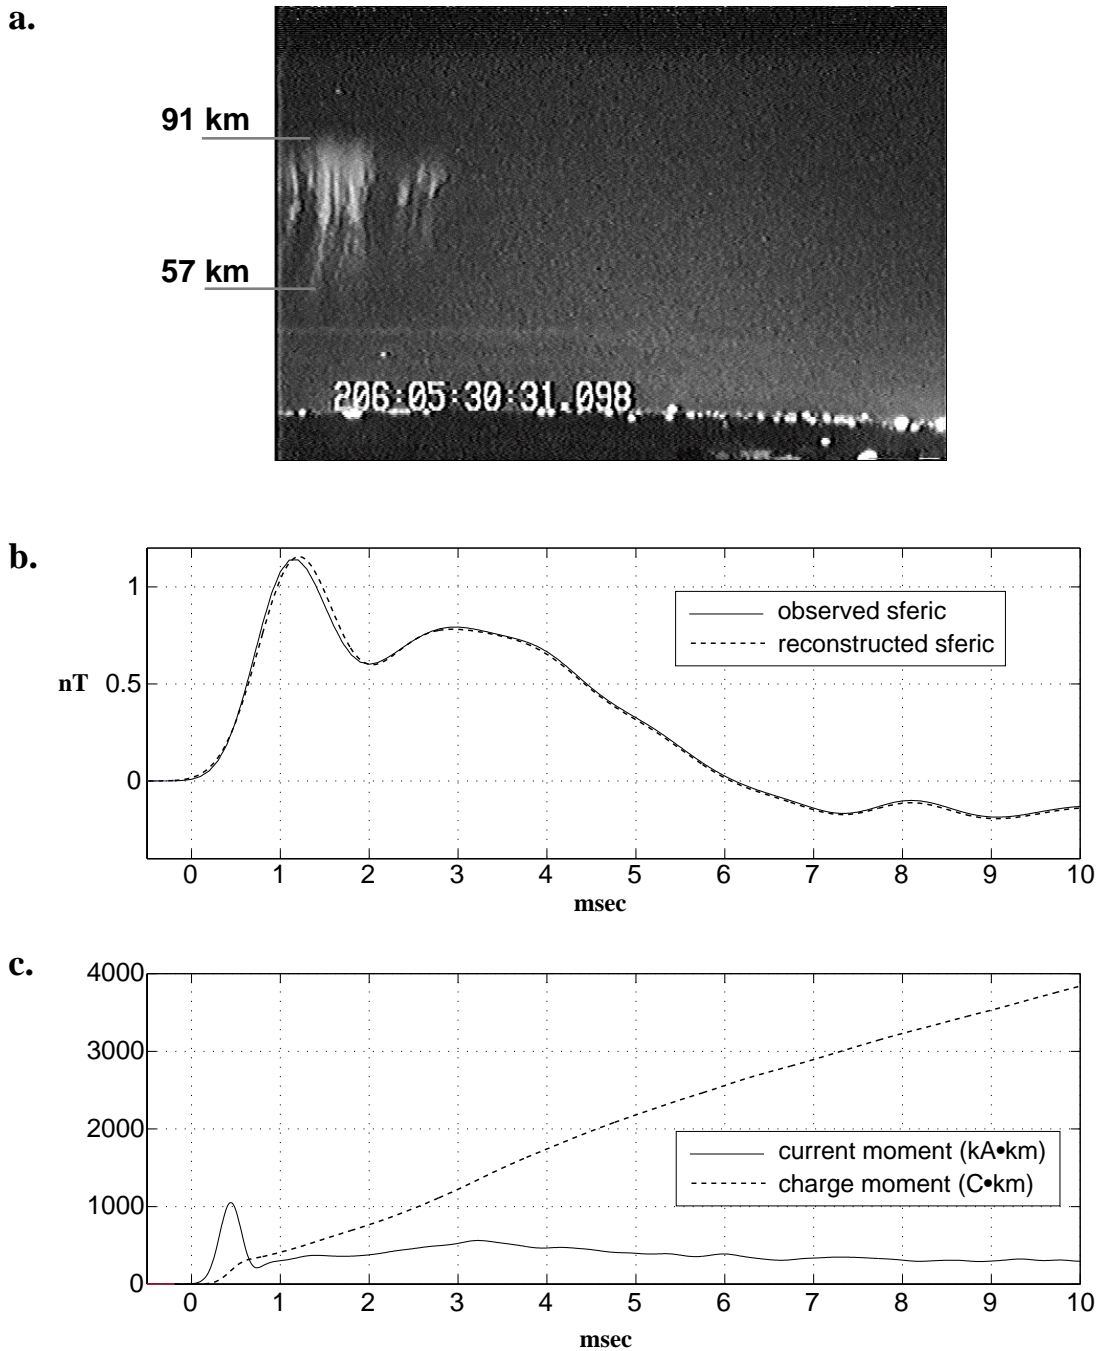 a.
91 km
57 km
206:05:30:31.098
b.
1
0.5
0
nT
observed sferic
reconstructed sferic
0 1 2 3 4 5 6 7 8 9 10
msec
c.
4000
3000
2000
1000
0
current moment (kA•km)
charge moment (C•km)
0 1 2 3 4 5 6 7 8 9 10
msec